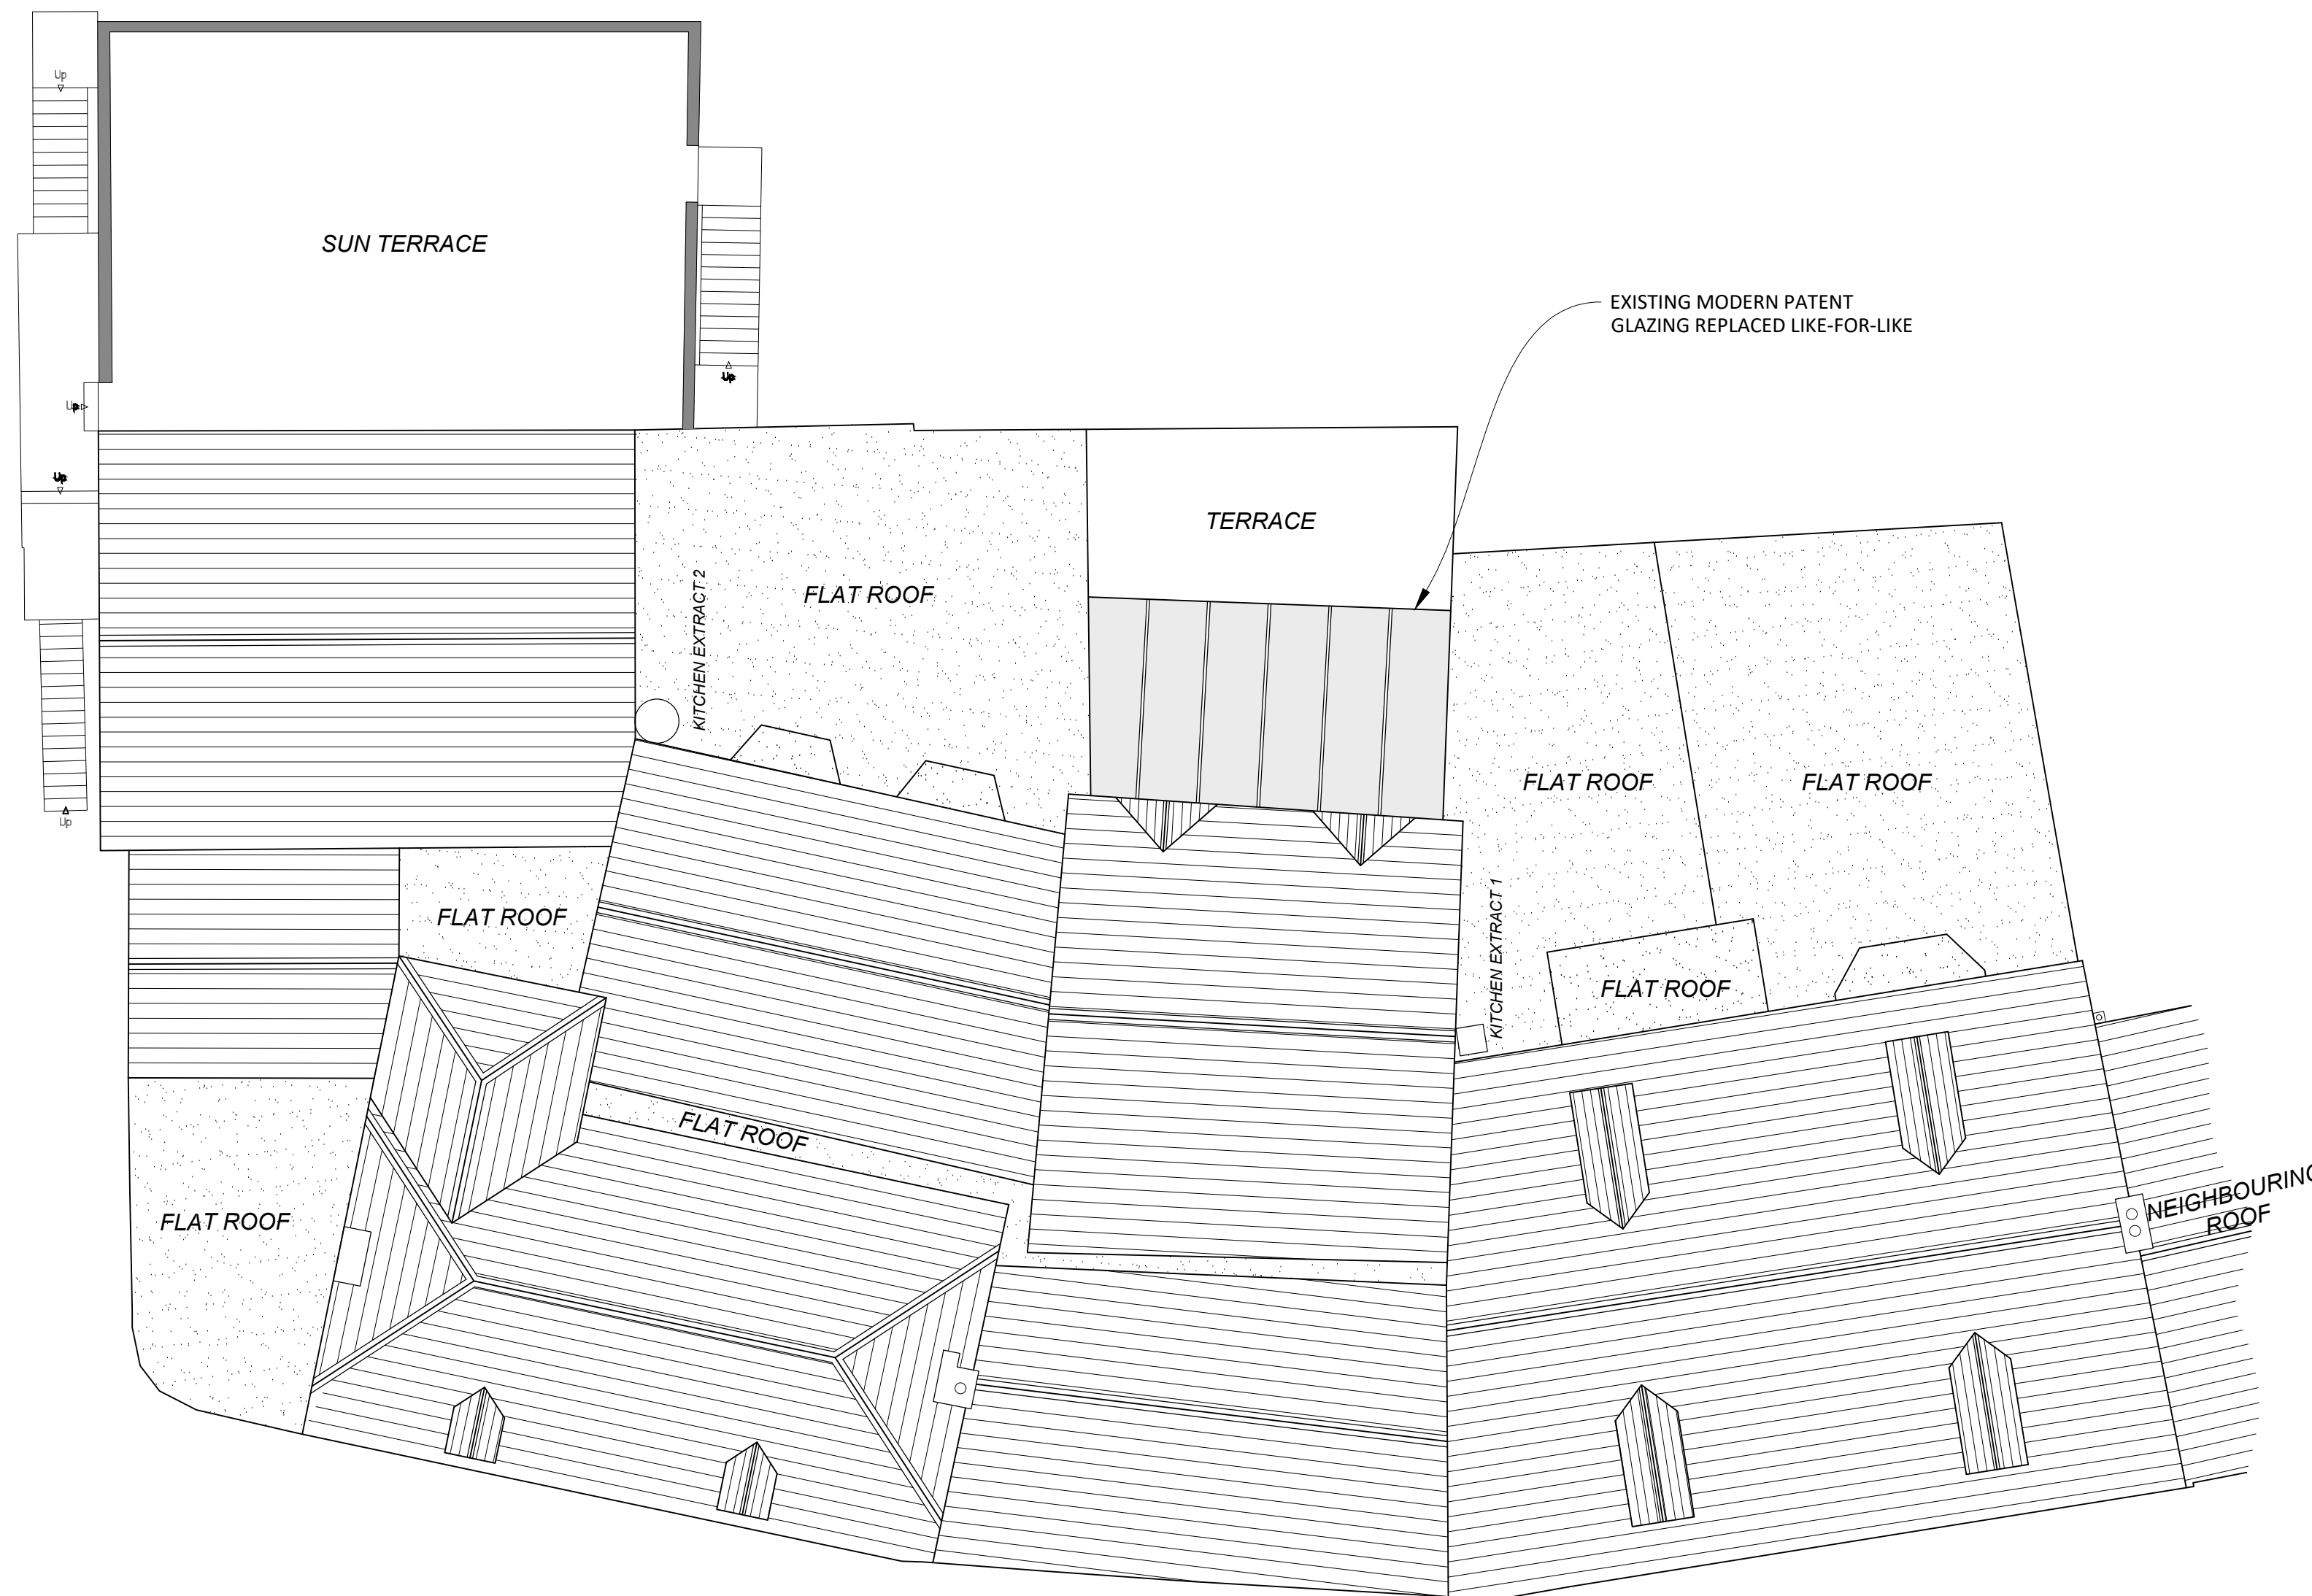 Up
SUN TERRACE
EXISTING MODERN PATENT
GLAZING REPLACED LIKE-FOR-LIKE
Up
Up
Up
TERRACE
KITCHEN EXTRACT 2
FLAT ROOF
FLAT ROOF
FLAT ROOF
Up
FLAT ROOF
KITCHEN EXTRACT 1
FLAT ROOF
FLAT ROOF
FLAT ROOF
NEIGHBOURING
ROOF